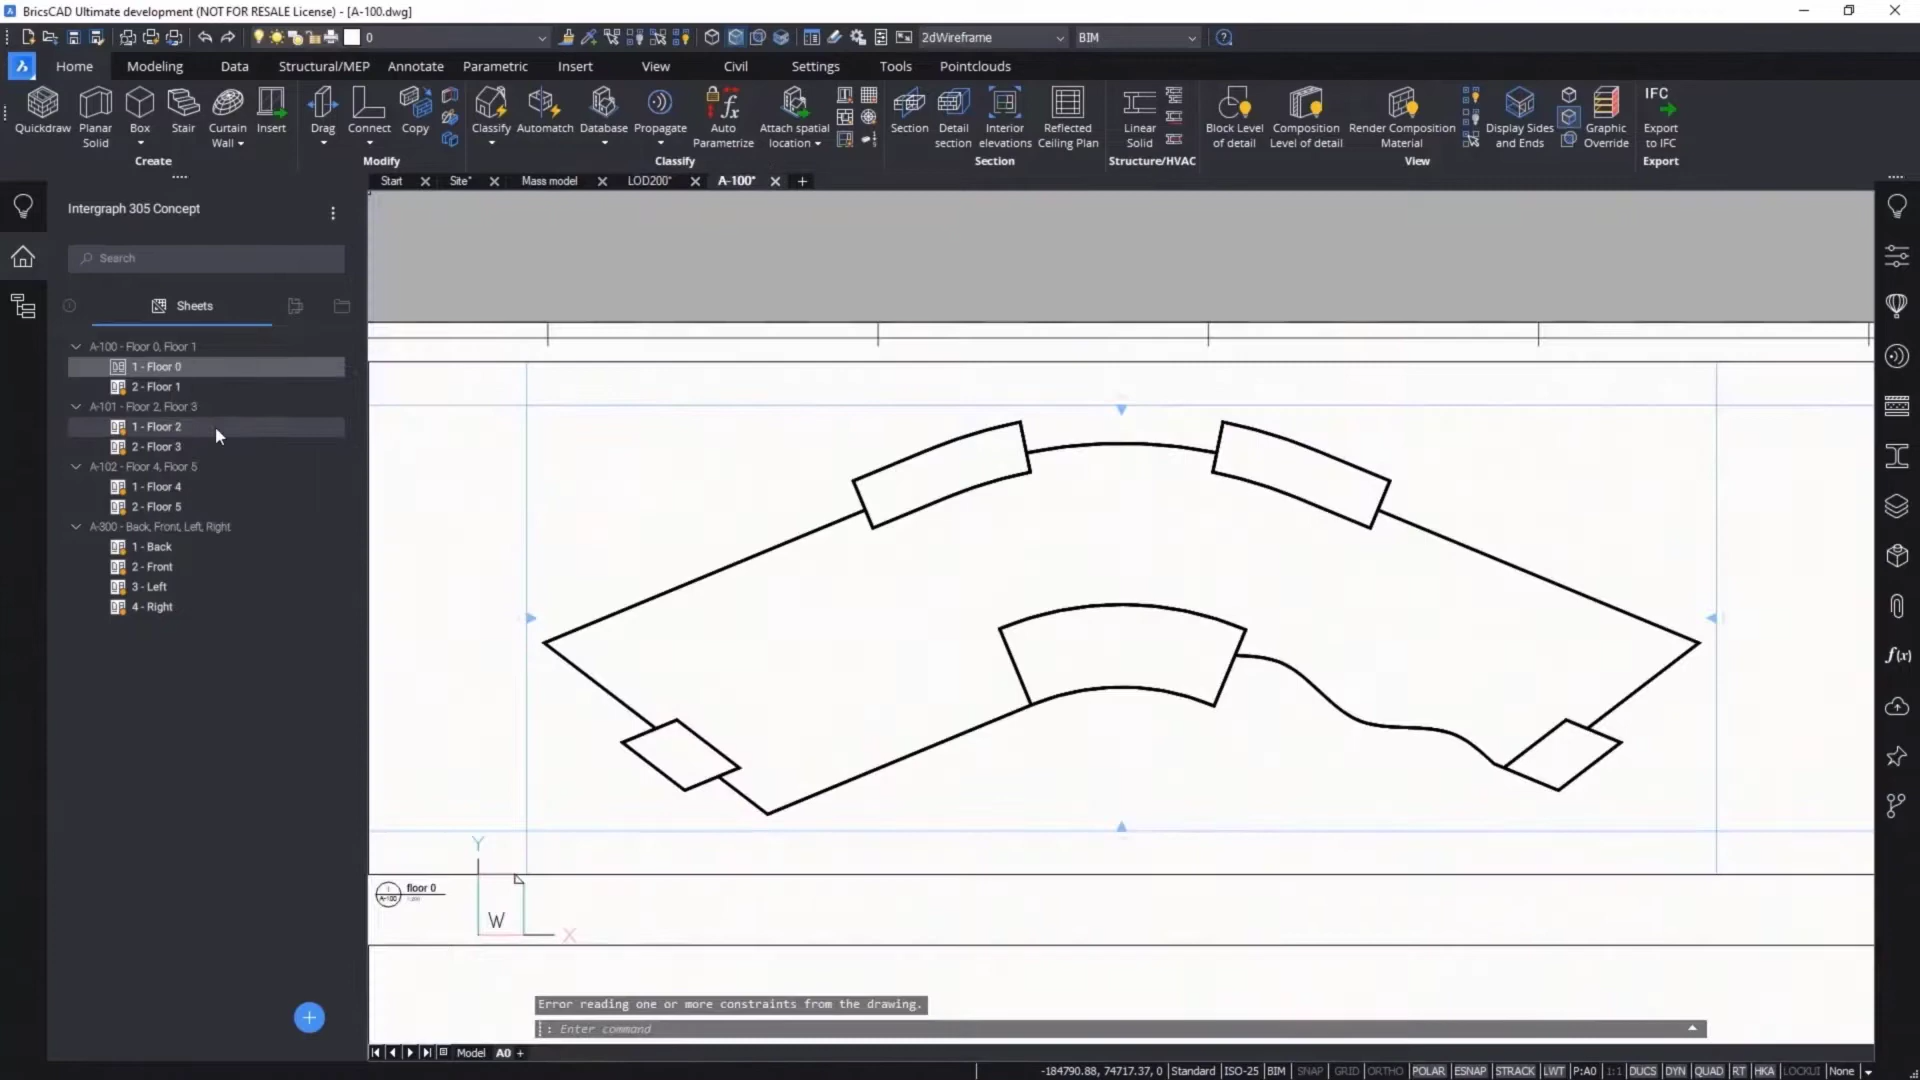 BricsCAD Ultimate development (NOT FOR RESALE License) - [A-100.dwg]
0
2dWireframe
BIM
Home Modeling Data Structural/MEP Annotate Parametric Insert View Civil Settings Tools Pointclouds
Quickdraw
Planar Solid
Box
Stair
Curtain Wall
Insert
Create
Drag
Connect
Copy
Modify
Classify
Automatch
Database
Propagate
Auto Parametrize
Attach spatial location
Classify
Section
Detail section
Interior elevations
Reflected Ceiling Plan
Section
Linear Solid
Structure/HVAC
Block Level of detail
Composition Level of detail
Render Composition Material
Display Sides and Ends
Graphic Override
View
IFC
Export to IFC
Export
Start Site* Mass model LOD200* A-100*
Intergraph 305 Concept
Search
Sheets
A-100 - Floor 0, Floor 1
1 - Floor 0
2 - Floor 1
A-101 - Floor 2, Floor 3
1 - Floor 2
2 - Floor 3
A-102 - Floor 4, Floor 5
1 - Floor 4
2 - Floor 5
A-300 - Back, Front, Left, Right
1 - Back
2 - Front
3 - Left
4 - Right
f(x)
Y
1
A-100
floor 0
W
X
Error reading one or more constraints from the drawing.
: Enter command
Model A0 +
-184790.88, 74717.37, 0 Standard ISO-25 BIM SNAP GRID ORTHO POLAR ESNAP STRACK LWT P:A0 1:1 DUCS DYN QUAD RT HKA LOCKUI None